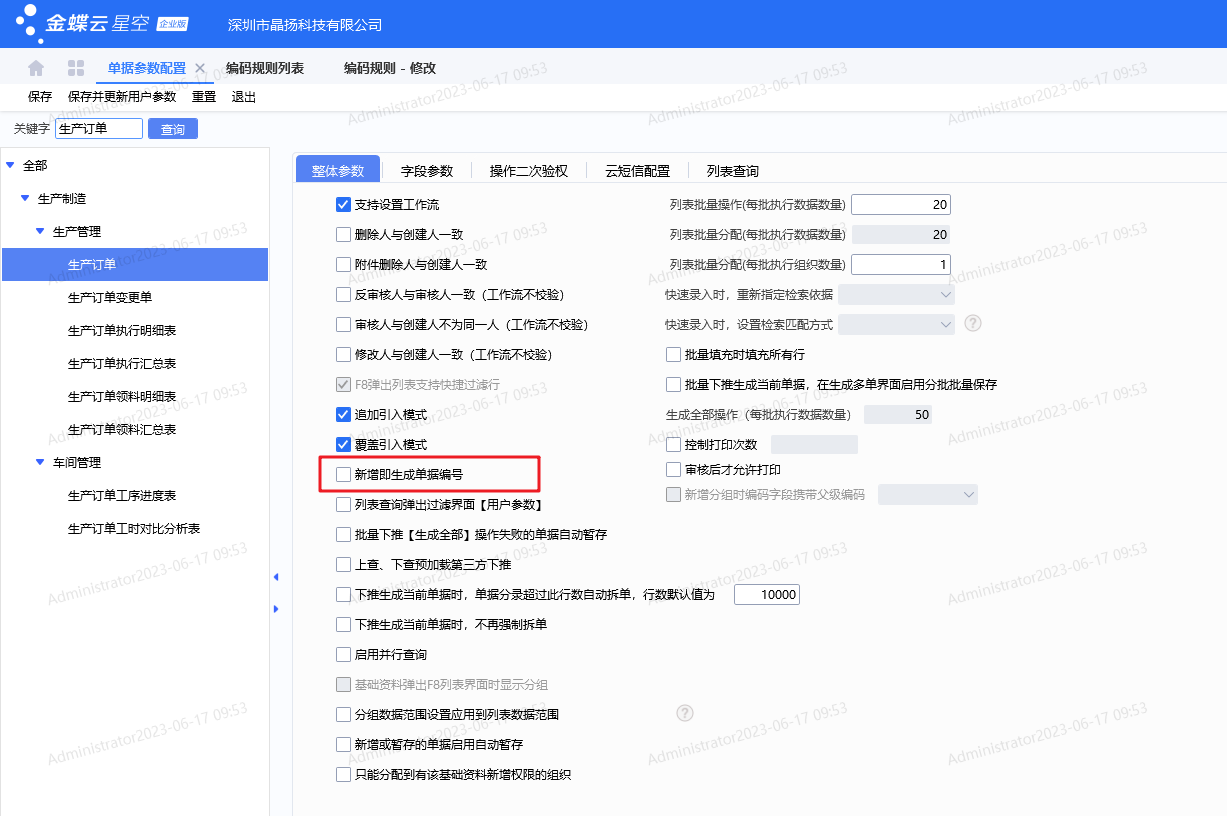 金蝶云 星空 企业版 深圳市晶扬科技有限公司
单据参数配置 编码规则列表 编码规则 - 修改
保存 保存并更新用户参数 重置 退出
关键字 生产订单 查询
全部
生产制造
生产管理
生产订单
生产订单变更单
生产订单执行明细表
生产订单执行汇总表
生产订单领料明细表
生产订单领料汇总表
车间管理
生产订单工序进度表
生产订单工时对比分析表
整体参数 字段参数 操作二次验权 云短信配置 列表查询
支持设置工作流
删除人与创建人一致
附件删除人与创建人一致
反审核人与审核人一致（工作流不校验）
审核人与创建人不为同一人（工作流不校验）
修改人与创建人一致（工作流不校验）
F8弹出列表支持快捷过滤行
追加引入模式
覆盖引入模式
新增即生成单据编号
列表查询弹出过滤界面【用户参数】
批量下推【生成全部】操作失败的单据自动暂存
上查、下查预加载第三方下推
下推生成当前单据时，单据分录超过此行数自动拆单，行数默认值为 10000
下推生成当前单据时，不再强制拆单
启用并行查询
基础资料弹出F8列表界面时显示分组
分组数据范围设置应用到列表数据范围
新增或暂存的单据启用自动暂存
只能分配到有该基础资料新增权限的组织
列表批量操作(每批执行数据数量) 20
列表批量分配(每批执行数据数量) 20
列表批量分配(每批执行组织数量) 1
快速录入时，重新指定检索依据
快速录入时，设置检索匹配方式 ?
批量填充时填充所有行
批量下推生成当前单据，在生成多单界面启用分批批量保存
生成全部操作（每批执行数据数量） 50
控制打印次数
审核后才允许打印
新增分组时编码字段携带父级编码
?
Administrator2023-06-17 09:53